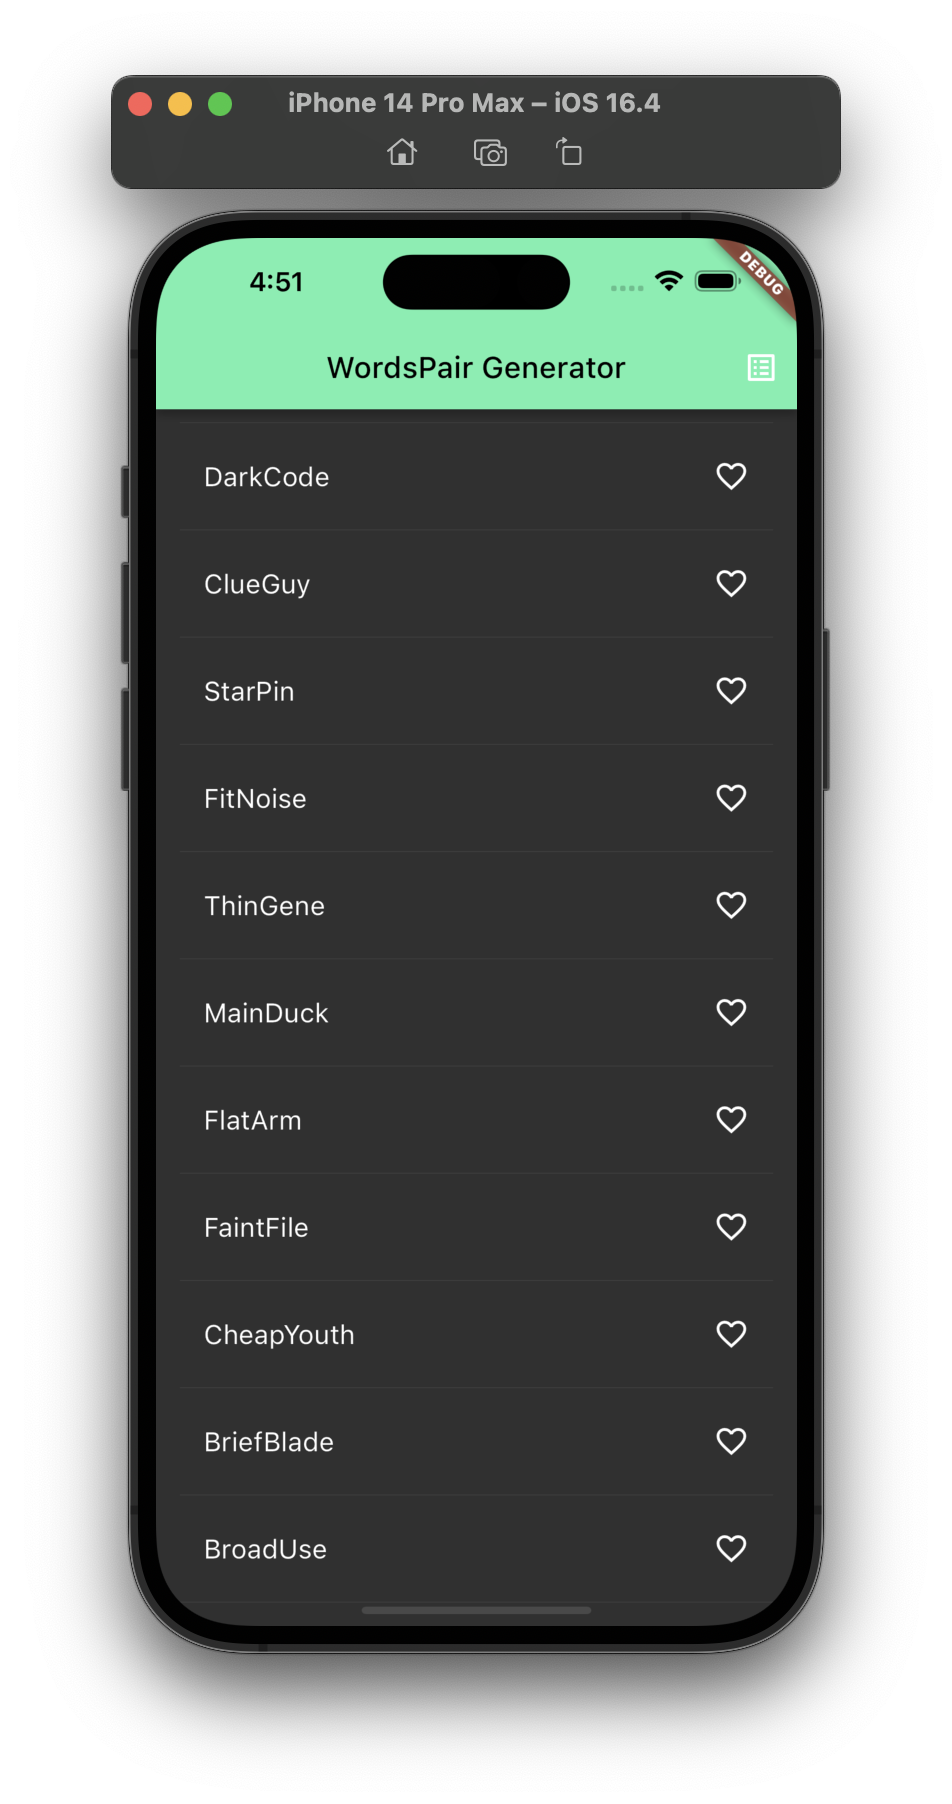 iPhone 14 Pro Max – iOS 16.4
4:51
DEBUG
WordsPair Generator
DarkCode
ClueGuy
StarPin
FitNoise
ThinGene
MainDuck
FlatArm
FaintFile
CheapYouth
BriefBlade
BroadUse